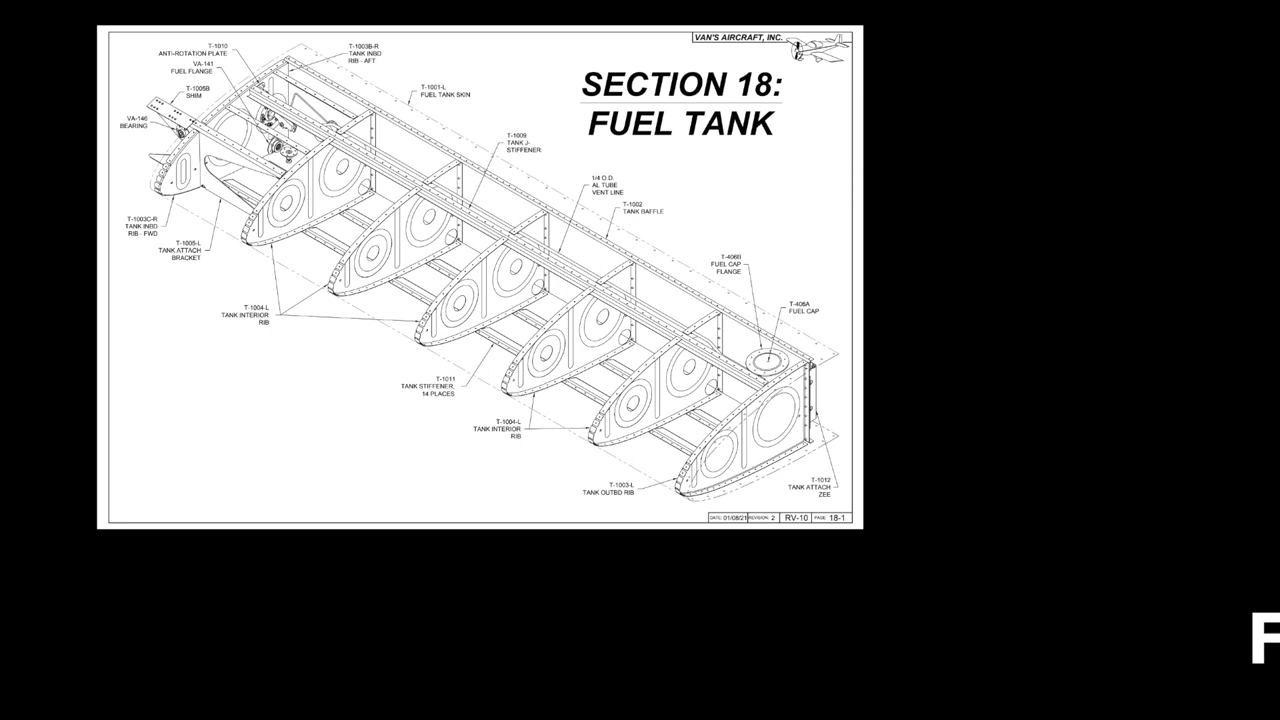 VAN'S AIRCRAFT, INC.
SECTION 18:
FUEL TANK
T-1010
ANTI-ROTATION PLATE
VA-141
FUEL FLANGE
T-1005B
SHIM
VA-146
BEARING
T-1003B-R
TANK INBD
RIB - AFT
T-1001-L
FUEL TANK SKIN
T-1009
TANK J-
STIFFENER
1/4 O.D.
AL TUBE
VENT LINE
T-1002
TANK BAFFLE
T-406B
FUEL CAP
FLANGE
T-406A
FUEL CAP
T-1003C-R
TANK INBD
RIB - FWD
T-1005-L
TANK ATTACH
BRACKET
T-1004-L
TANK INTERIOR
RIB
T-1011
TANK STIFFENER,
14 PLACES
T-1004-L
TANK INTERIOR
RIB
T-1003-L
TANK OUTBD RIB
T-1012
TANK ATTACH
ZEE
DATE: 01/08/21 REVISION: 2 RV-10 PAGE 18-1
F